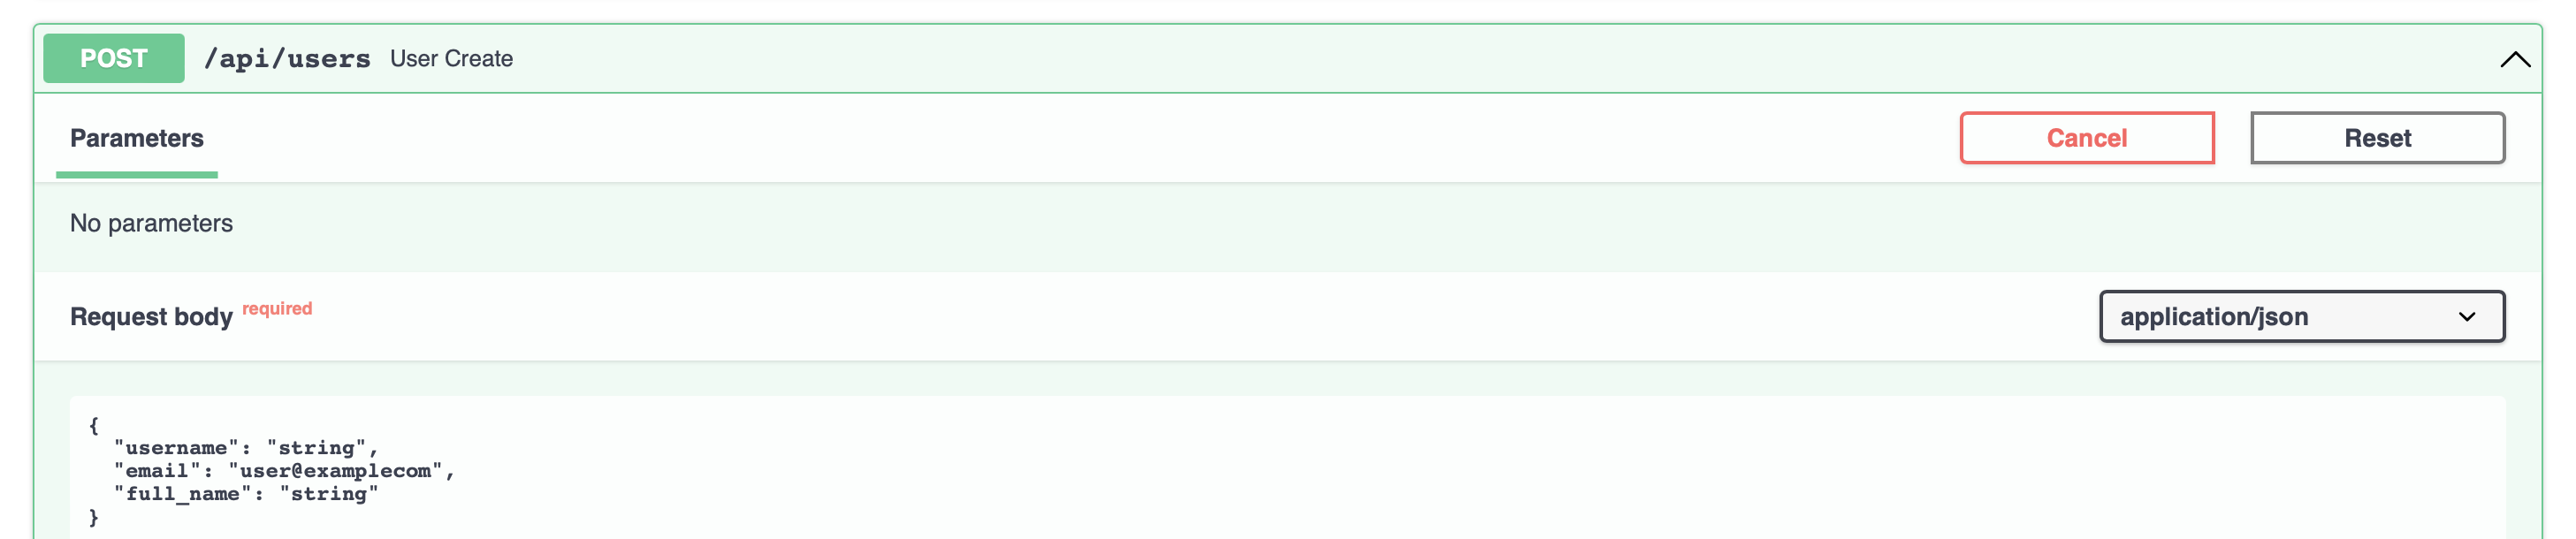 POST /api/users User Create
Parameters Cancel Reset
No parameters
Request body required application/json
{
  "username": "string",
  "email": "user@examplecom",
  "full_name": "string"
}